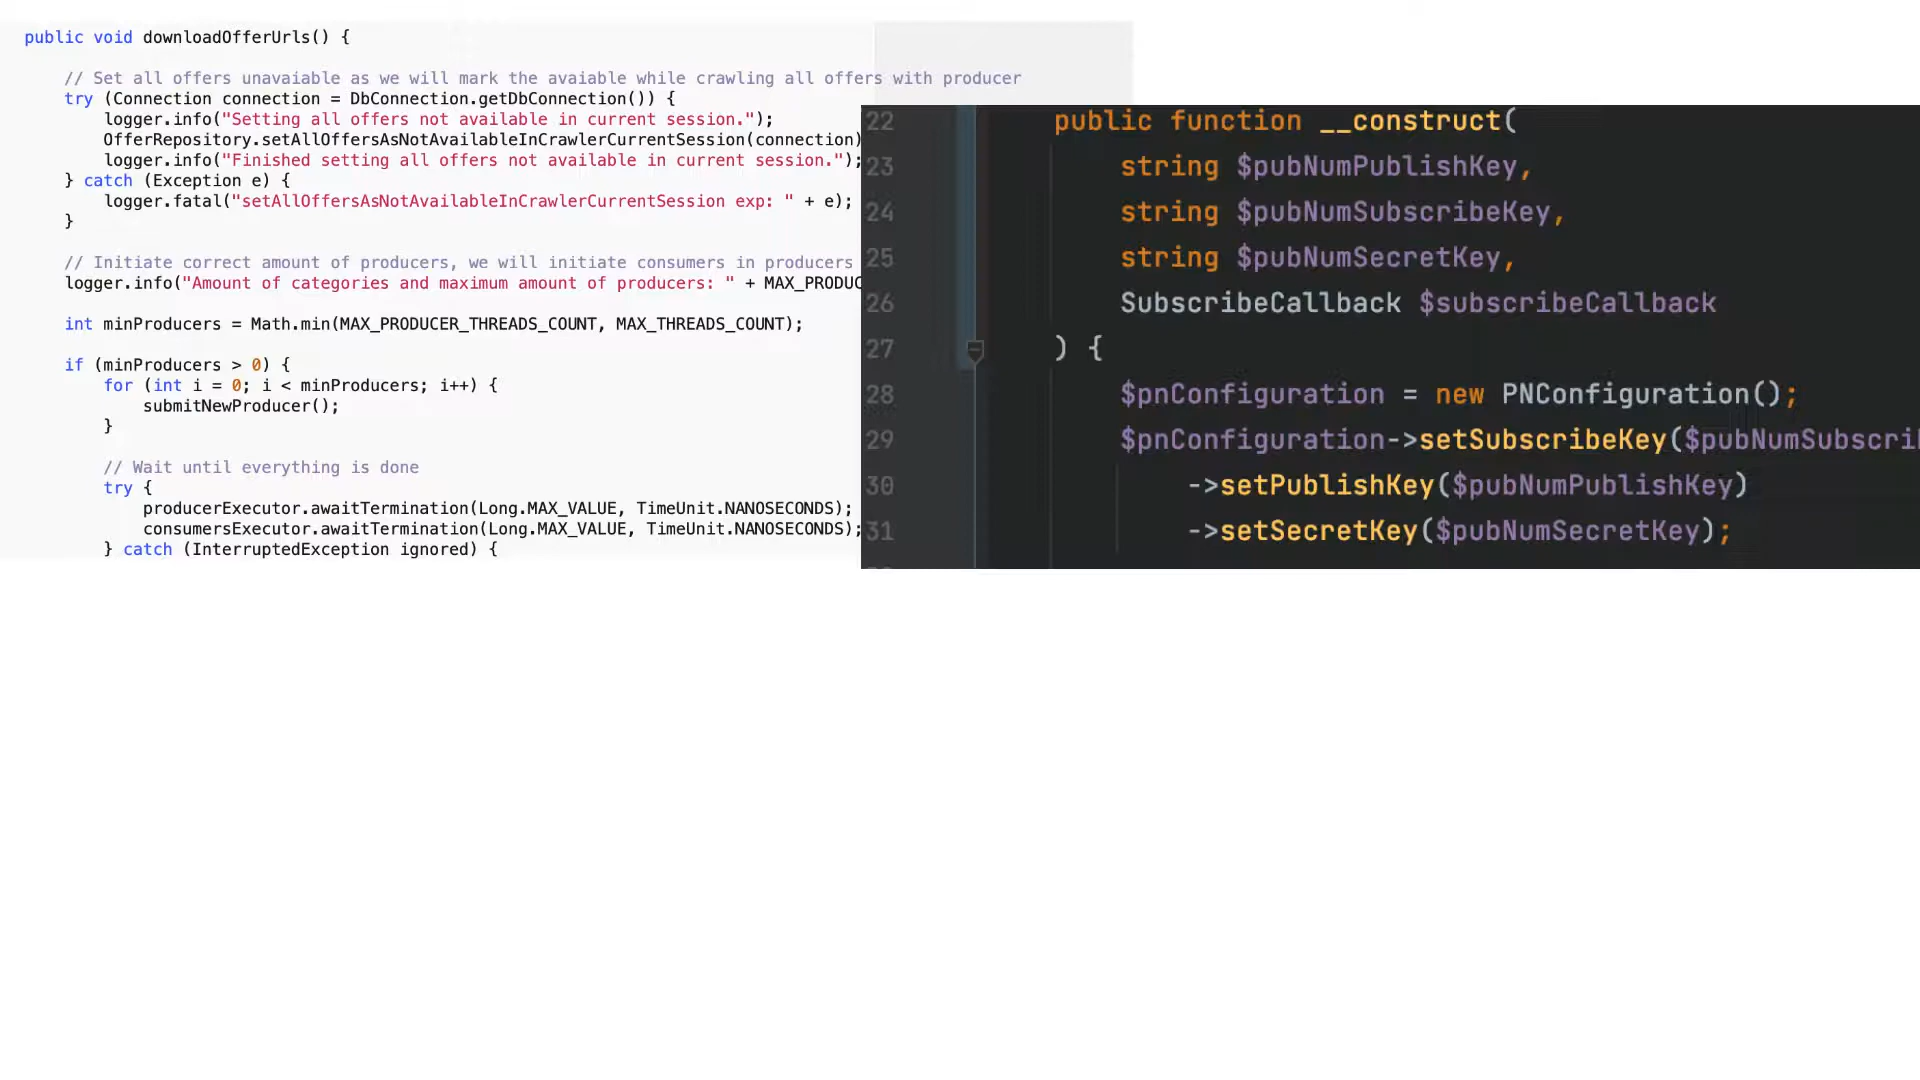 public void downloadOfferUrls() {
// Set all offers unavaiable as we will mark the avaiable while crawling all offers with producer
try (Connection connection = DbConnection.getDbConnection()) {
logger.info("Setting all offers not available in current session.");
OfferRepository.setAllOffersAsNotAvailableInCrawlerCurrentSession(connection)
logger.info("Finished setting all offers not available in current session.");
} catch (Exception e) {
logger.fatal("setAllOffersAsNotAvailableInCrawlerCurrentSession exp: " + e);
}
// Initiate correct amount of producers, we will initiate consumers in producers
logger.info("Amount of categories and maximum amount of producers: " + MAX_PRODUC
int minProducers = Math.min(MAX_PRODUCER_THREADS_COUNT, MAX_THREADS_COUNT);
if (minProducers > 0) {
for (int i = 0; i < minProducers; i++) {
submitNewProducer();
}
// Wait until everything is done
try {
producerExecutor.awaitTermination(Long.MAX_VALUE, TimeUnit.NANOSECONDS);
consumersExecutor.awaitTermination(Long.MAX_VALUE, TimeUnit.NANOSECONDS);
} catch (InterruptedException ignored) {
22 public function __construct(
23 string $pubNumPublishKey,
24 string $pubNumSubscribeKey,
25 string $pubNumSecretKey,
26 SubscribeCallback $subscribeCallback
27 ) {
28 $pnConfiguration = new PNConfiguration();
29 $pnConfiguration->setSubscribeKey($pubNumSubscri
30 ->setPublishKey($pubNumPublishKey)
31 ->setSecretKey($pubNumSecretKey);